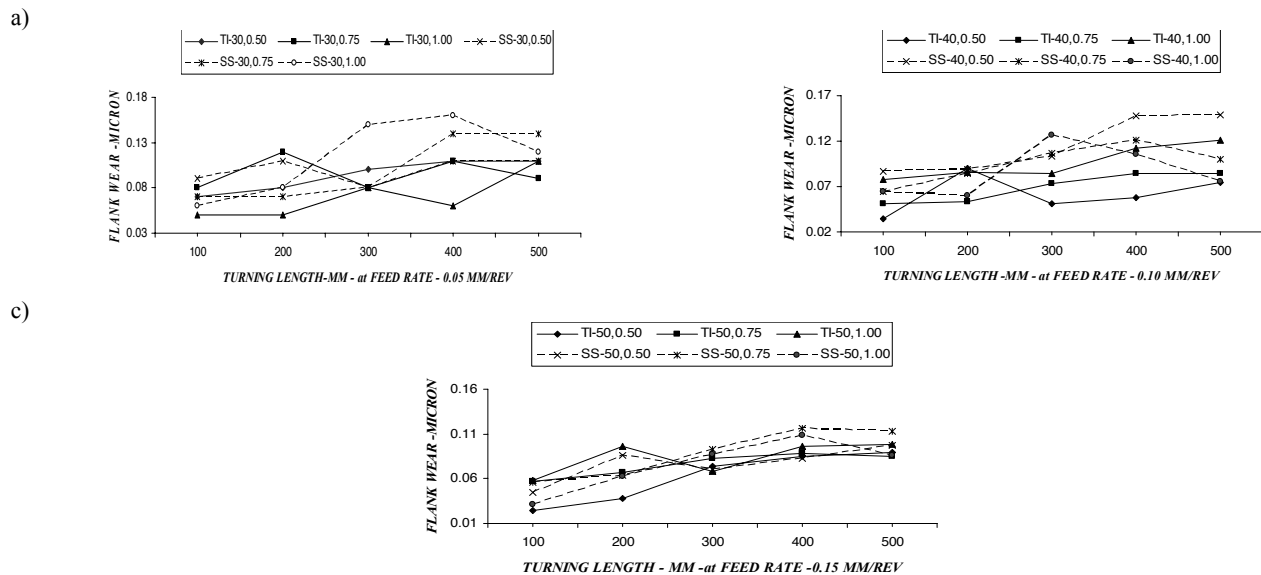 a)
TI-30,0.50 TI-30,0.75 TI-30,1.00 SS-30,0.50
SS-30,0.75 SS-30,1.00
0.18
0.13
0.08
0.03
FLANK WEAR -MICRON
100 200 300 400 500
TURNING LENGTH-MM - at FEED RATE - 0.05 MM/REV
TI-40,0.50 TI-40,0.75 TI-40,1.00
SS-40,0.50 SS-40,0.75 SS-40,1.00
0.17
0.12
0.07
0.02
FLANK WEAR -MICRON
100 200 300 400 500
TURNING LENGTH -MM - at FEED RATE - 0.10 MM/REV
c)
TI-50,0.50 TI-50,0.75 TI-50,1.00
SS-50,0.50 SS-50,0.75 SS-50,1.00
0.16
0.11
0.06
0.01
FLANK WEAR -MICRON
100 200 300 400 500
TURNING LENGTH - MM -at FEED RATE -0.15 MM/REV